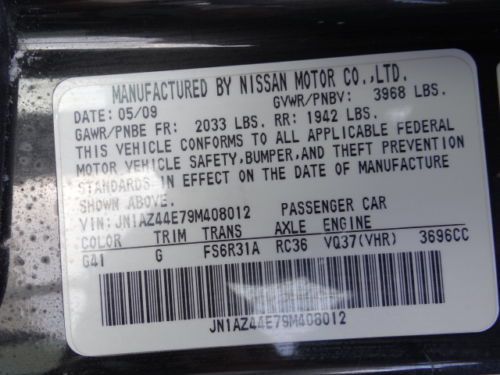 MANUFACTURED BY NISSAN MOTOR CO.,LTD.
DATE: 05/09 GVWR/PNBV: 3968 LBS.
GAWR/PNBE FR: 2033 LBS. RR: 1942 LBS.
THIS VEHICLE CONFORMS TO ALL APPLICABLE FEDERAL
MOTOR VEHICLE SAFETY, BUMPER, AND THEFT PREVENTION
STANDARDS IN EFFECT ON THE DATE OF MANUFACTURE
SHOWN ABOVE.
VIN: JN1AZ44E79M408012 PASSENGER CAR
COLOR TRIM TRANS AXLE ENGINE
G41 G FS6R31A RC36 VQ37(VHR) 3696CC
JN1AZ44E79M408012